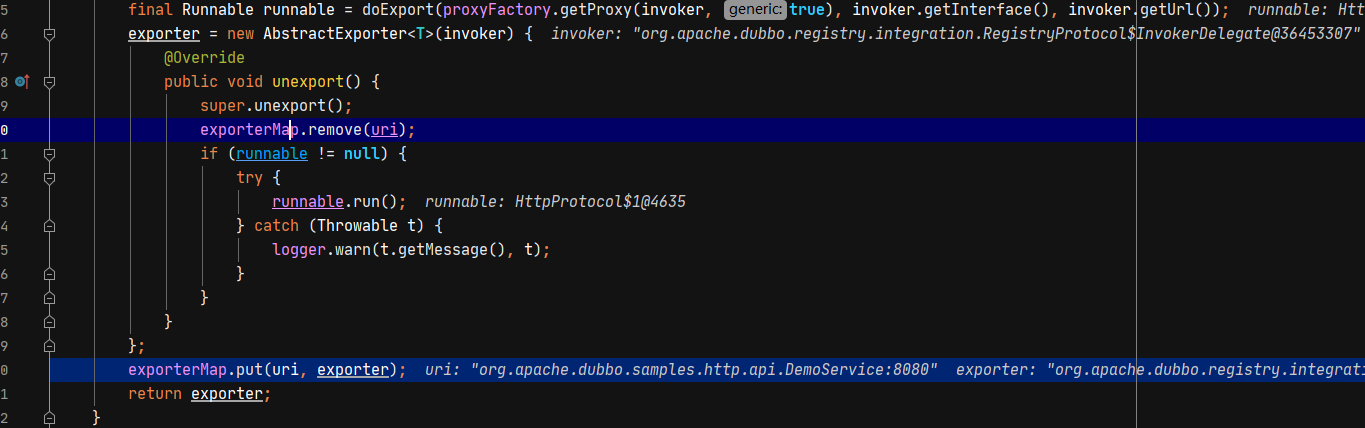 5 final Runnable runnable = doExport(proxyFactory.getProxy(invoker, generic: true), invoker.getInterface(), invoker.getUrl()); runnable: Htt
6 exporter = new AbstractExporter<T>(invoker) { invoker: "org.apache.dubbo.registry.integration.RegistryProtocol$InvokerDelegate@36453307"
7 @Override
8 public void unexport() {
9 super.unexport();
0 exporterMap.remove(uri);
1 if (runnable != null) {
2 try {
3 runnable.run(); runnable: HttpProtocol$1@4635
4 } catch (Throwable t) {
5 logger.warn(t.getMessage(), t);
6 }
7 }
8 }
9 };
0 exporterMap.put(uri, exporter); uri: "org.apache.dubbo.samples.http.api.DemoService:8080" exporter: "org.apache.dubbo.registry.integrati
1 return exporter;
2 }